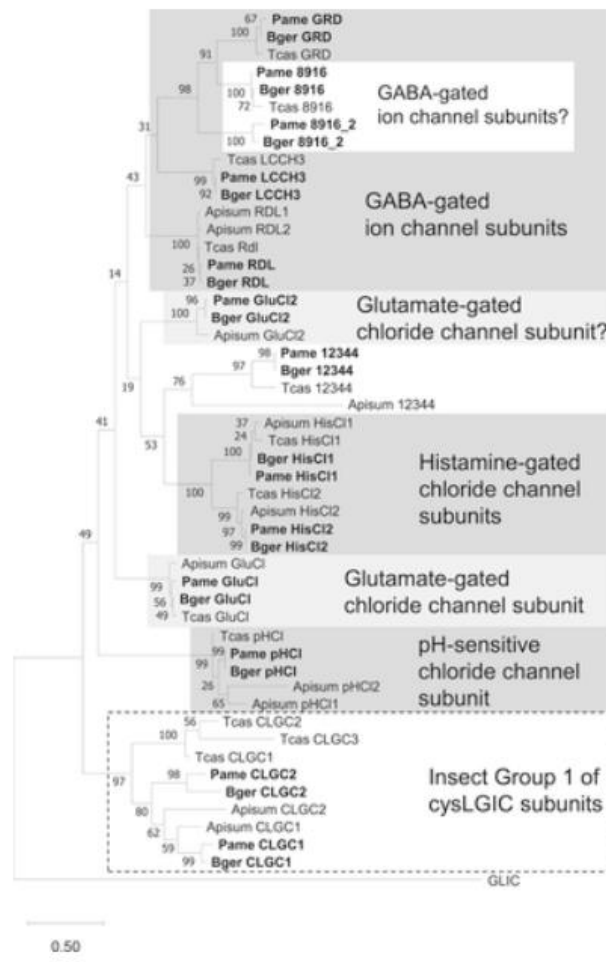 67
Pame GRD
100
Bger GRD
91
Tcas GRD
Pame 8916
98
100
Bger 8916
72
Tcas 8916
GABA-gated
ion channel subunits?
Pame 8916_2
31
100
Bger 8916_2
Tcas LCCH3
43
99
Pame LCCH3
92
Bger LCCH3
GABA-gated
ion channel subunits
Apisum RDL1
Apisum RDL2
100
Tcas Rdl
26
Pame RDL
37
Bger RDL
14
96
Pame GluCl2
100
Bger GluCl2
Apisum GluCl2
Glutamate-gated
chloride channel subunit?
98
Pame 12344
97
Bger 12344
76
Tcas 12344
19
Apisum 12344
41
53
37
Apisum HisCl1
24
Tcas HisCl1
100
Bger HisCl1
Pame HisCl1
100
Tcas HisCl2
99
Apisum HisCl2
97
Pame HisCl2
99
Bger HisCl2
Histamine-gated
chloride channel
subunits
49
Apisum GluCl
99
Pame GluCl
56
Bger GluCl
49
Tcas GluCl
Glutamate-gated
chloride channel subunit
Tcas pHCl
99
Pame pHCl
99
Bger pHCl
26
Apisum pHCl2
65
Apisum pHCl1
pH-sensitive
chloride channel
subunit
56
Tcas CLGC2
100
Tcas CLGC3
Tcas CLGC1
97
98
Pame CLGC2
Bger CLGC2
80
Apisum CLGC2
62
Apisum CLGC1
59
Pame CLGC1
99
Bger CLGC1
Insect Group 1 of
cysLGIC subunits
GLIC
0.50